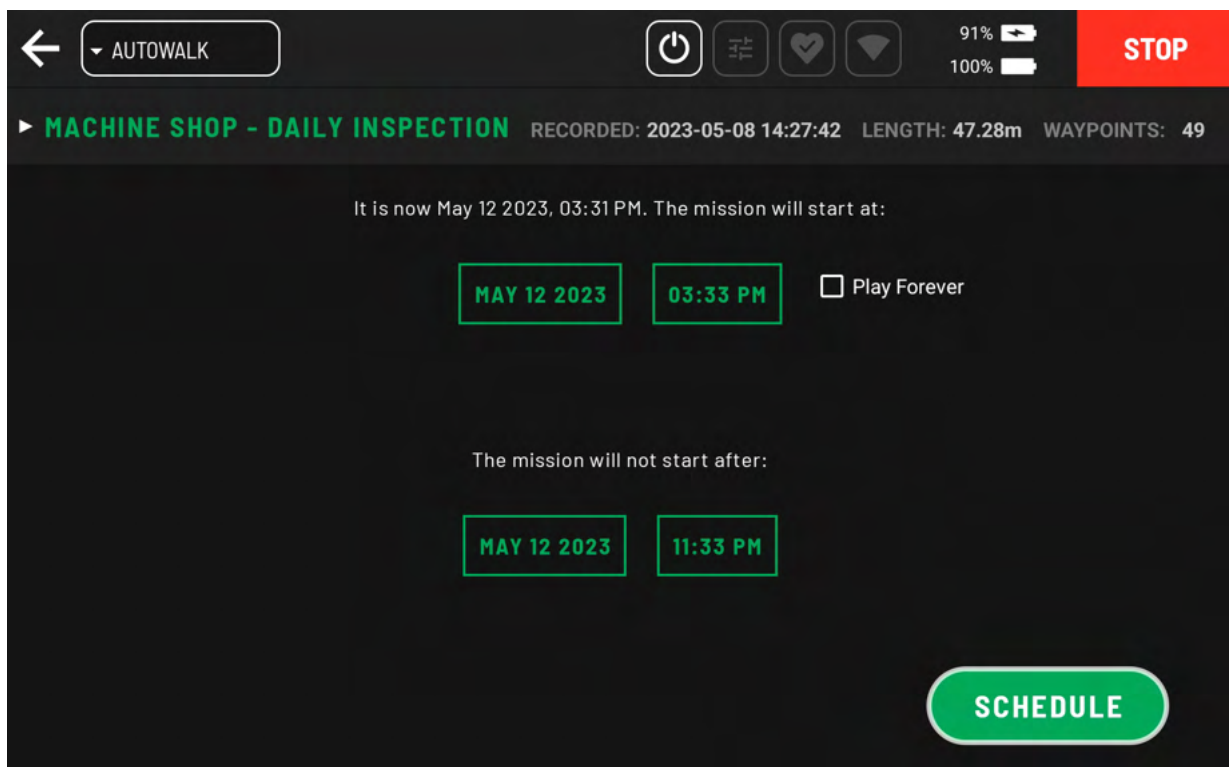 AUTOWALK
91%
100%
STOP
MACHINE SHOP - DAILY INSPECTION RECORDED: 2023-05-08 14:27:42 LENGTH: 47.28m WAYPOINTS: 49
It is now May 12 2023, 03:31 PM. The mission will start at:
MAY 12 2023 03:33 PM Play Forever
The mission will not start after:
MAY 12 2023 11:33 PM
SCHEDULE